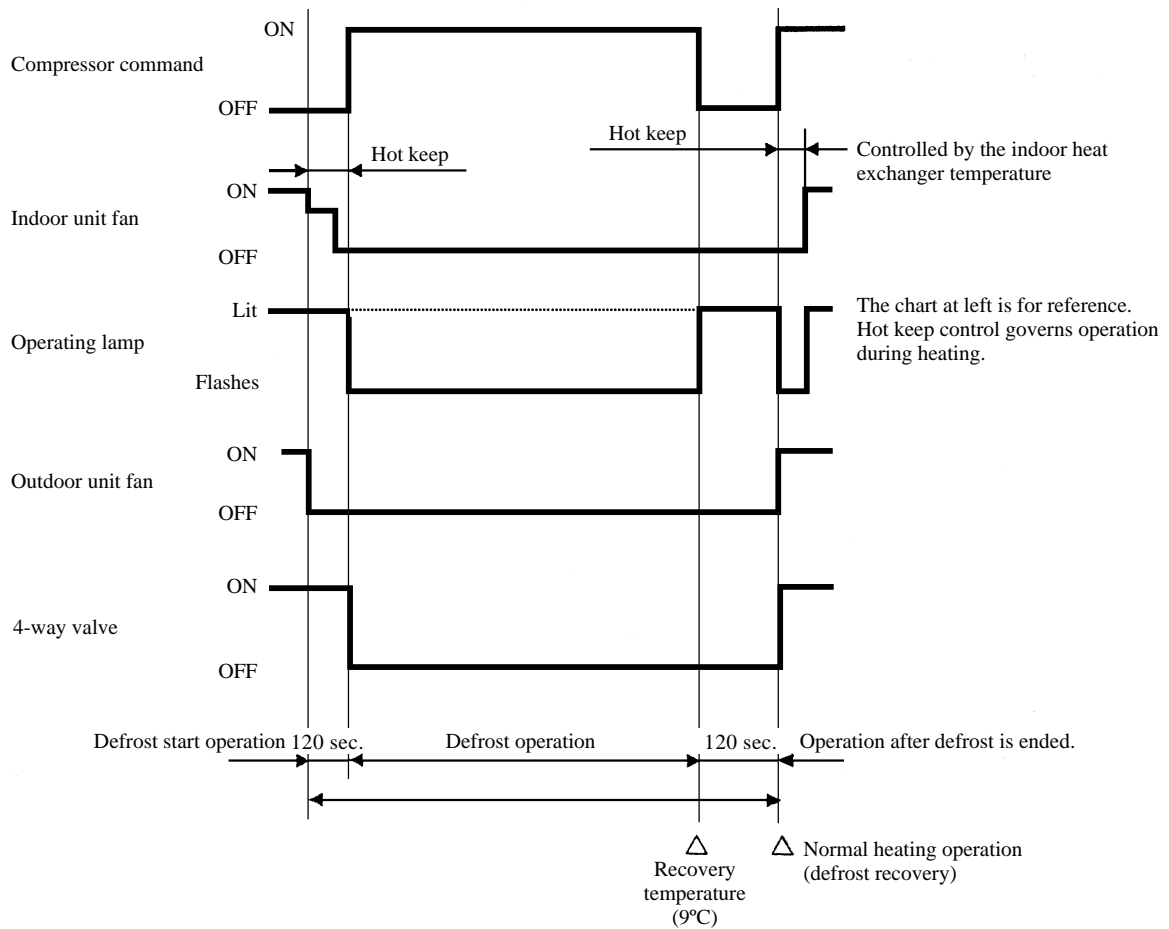 ON
Compressor command
OFF
Hot keep
Hot keep
Controlled by the indoor heat
exchanger temperature
ON
Indoor unit fan
OFF
Lit
The chart at left is for reference.
Hot keep control governs operation
during heating.
Operating lamp
Flashes
ON
Outdoor unit fan
OFF
ON
4-way valve
OFF
Defrost start operation 120 sec.
Defrost operation
120 sec.
Operation after defrost is ended.
Recovery
temperature
(9ºC)
Normal heating operation
(defrost recovery)